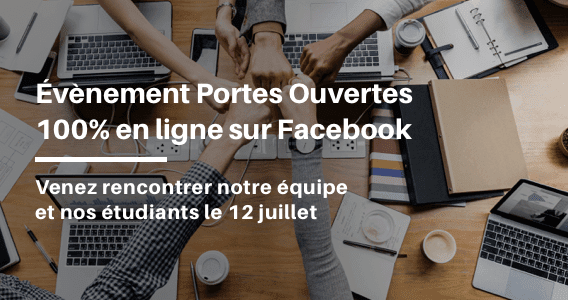 Évènement Portes Ouvertes
100% en ligne sur Facebook
Venez rencontrer notre équipe
et nos étudiants le 12 juillet